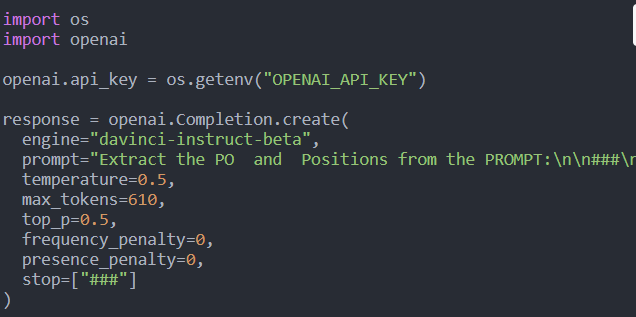 import os
import openai

openai.api_key = os.getenv("OPENAI_API_KEY")

response = openai.Completion.create(
  engine="davinci-instruct-beta",
  prompt="Extract the PO  and  Positions from the PROMPT:\n\n###\n
  temperature=0.5,
  max_tokens=610,
  top_p=0.5,
  frequency_penalty=0,
  presence_penalty=0,
  stop=["###"]
)